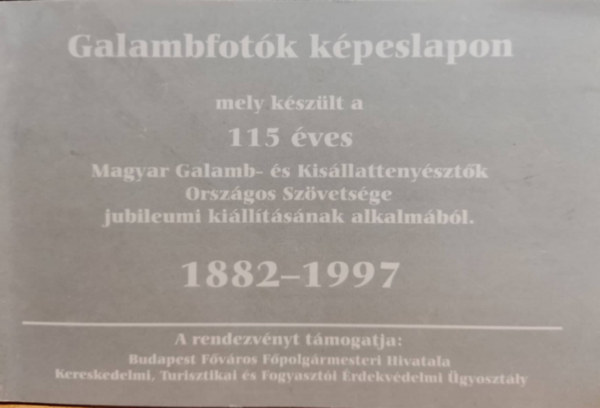 Galambfotók képeslapon
mely készült a
115 éves
Magyar Galamb- és Kisállattenyésztők
Országos Szövetsége
jubileumi kiállításának alkalmából.
1882–1997
A rendezvényt támogatja:
Budapest Főváros Főpolgármesteri Hivatala
Kereskedelmi, Turisztikai és Fogyasztói Érdekvédelmi Ügyosztály